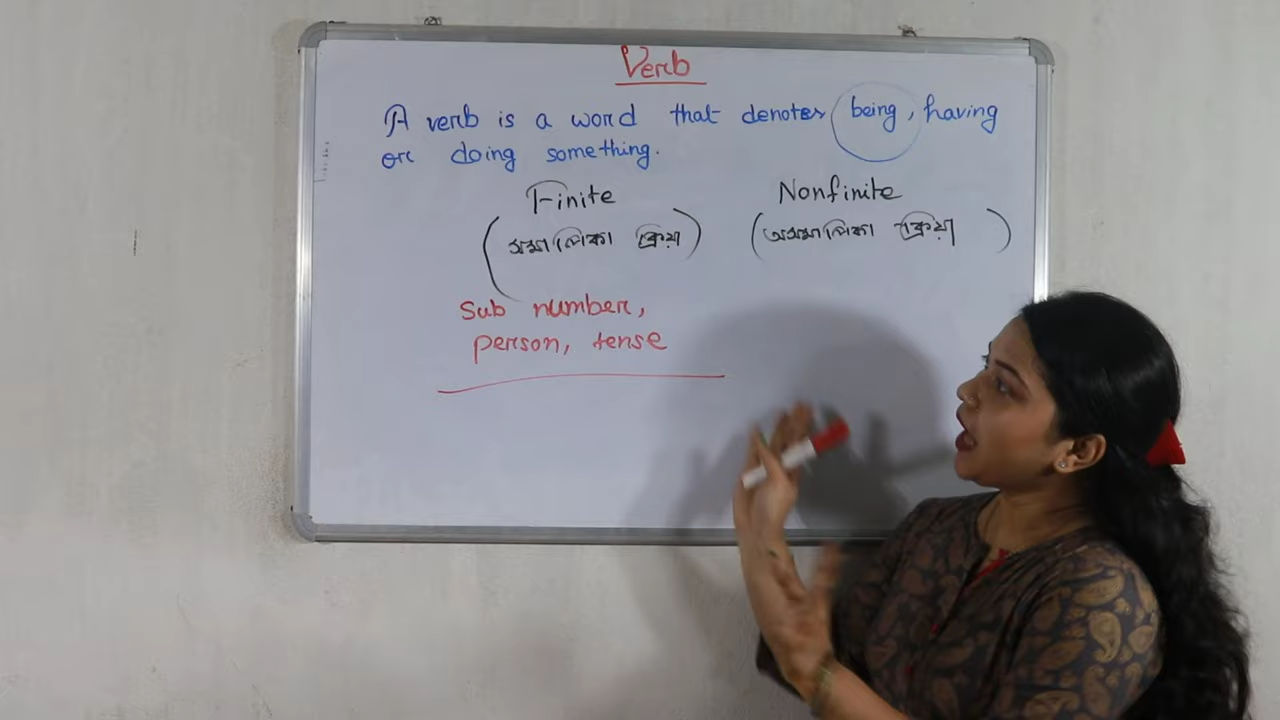 Verb
A verb is a word that denotes being, having
or doing something.
Finite Nonfinite
(সমাপিকা ক্রিয়া) (অসমাপিকা ক্রিয়া)
Sub number,
person, tense